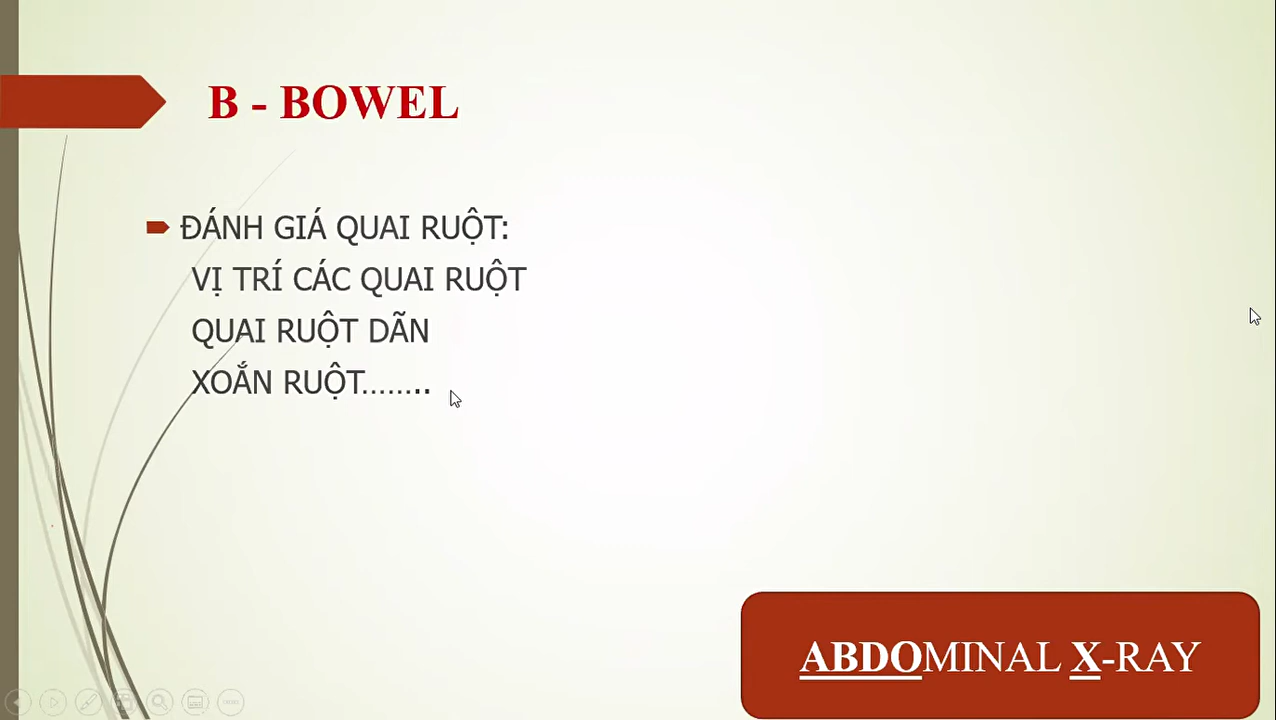 B - BOWEL
ĐÁNH GIÁ QUAI RUỘT:
VỊ TRÍ CÁC QUAI RUỘT
QUAI RUỘT DÃN
XOẮN RUỘT........
ABDOMINAL X-RAY